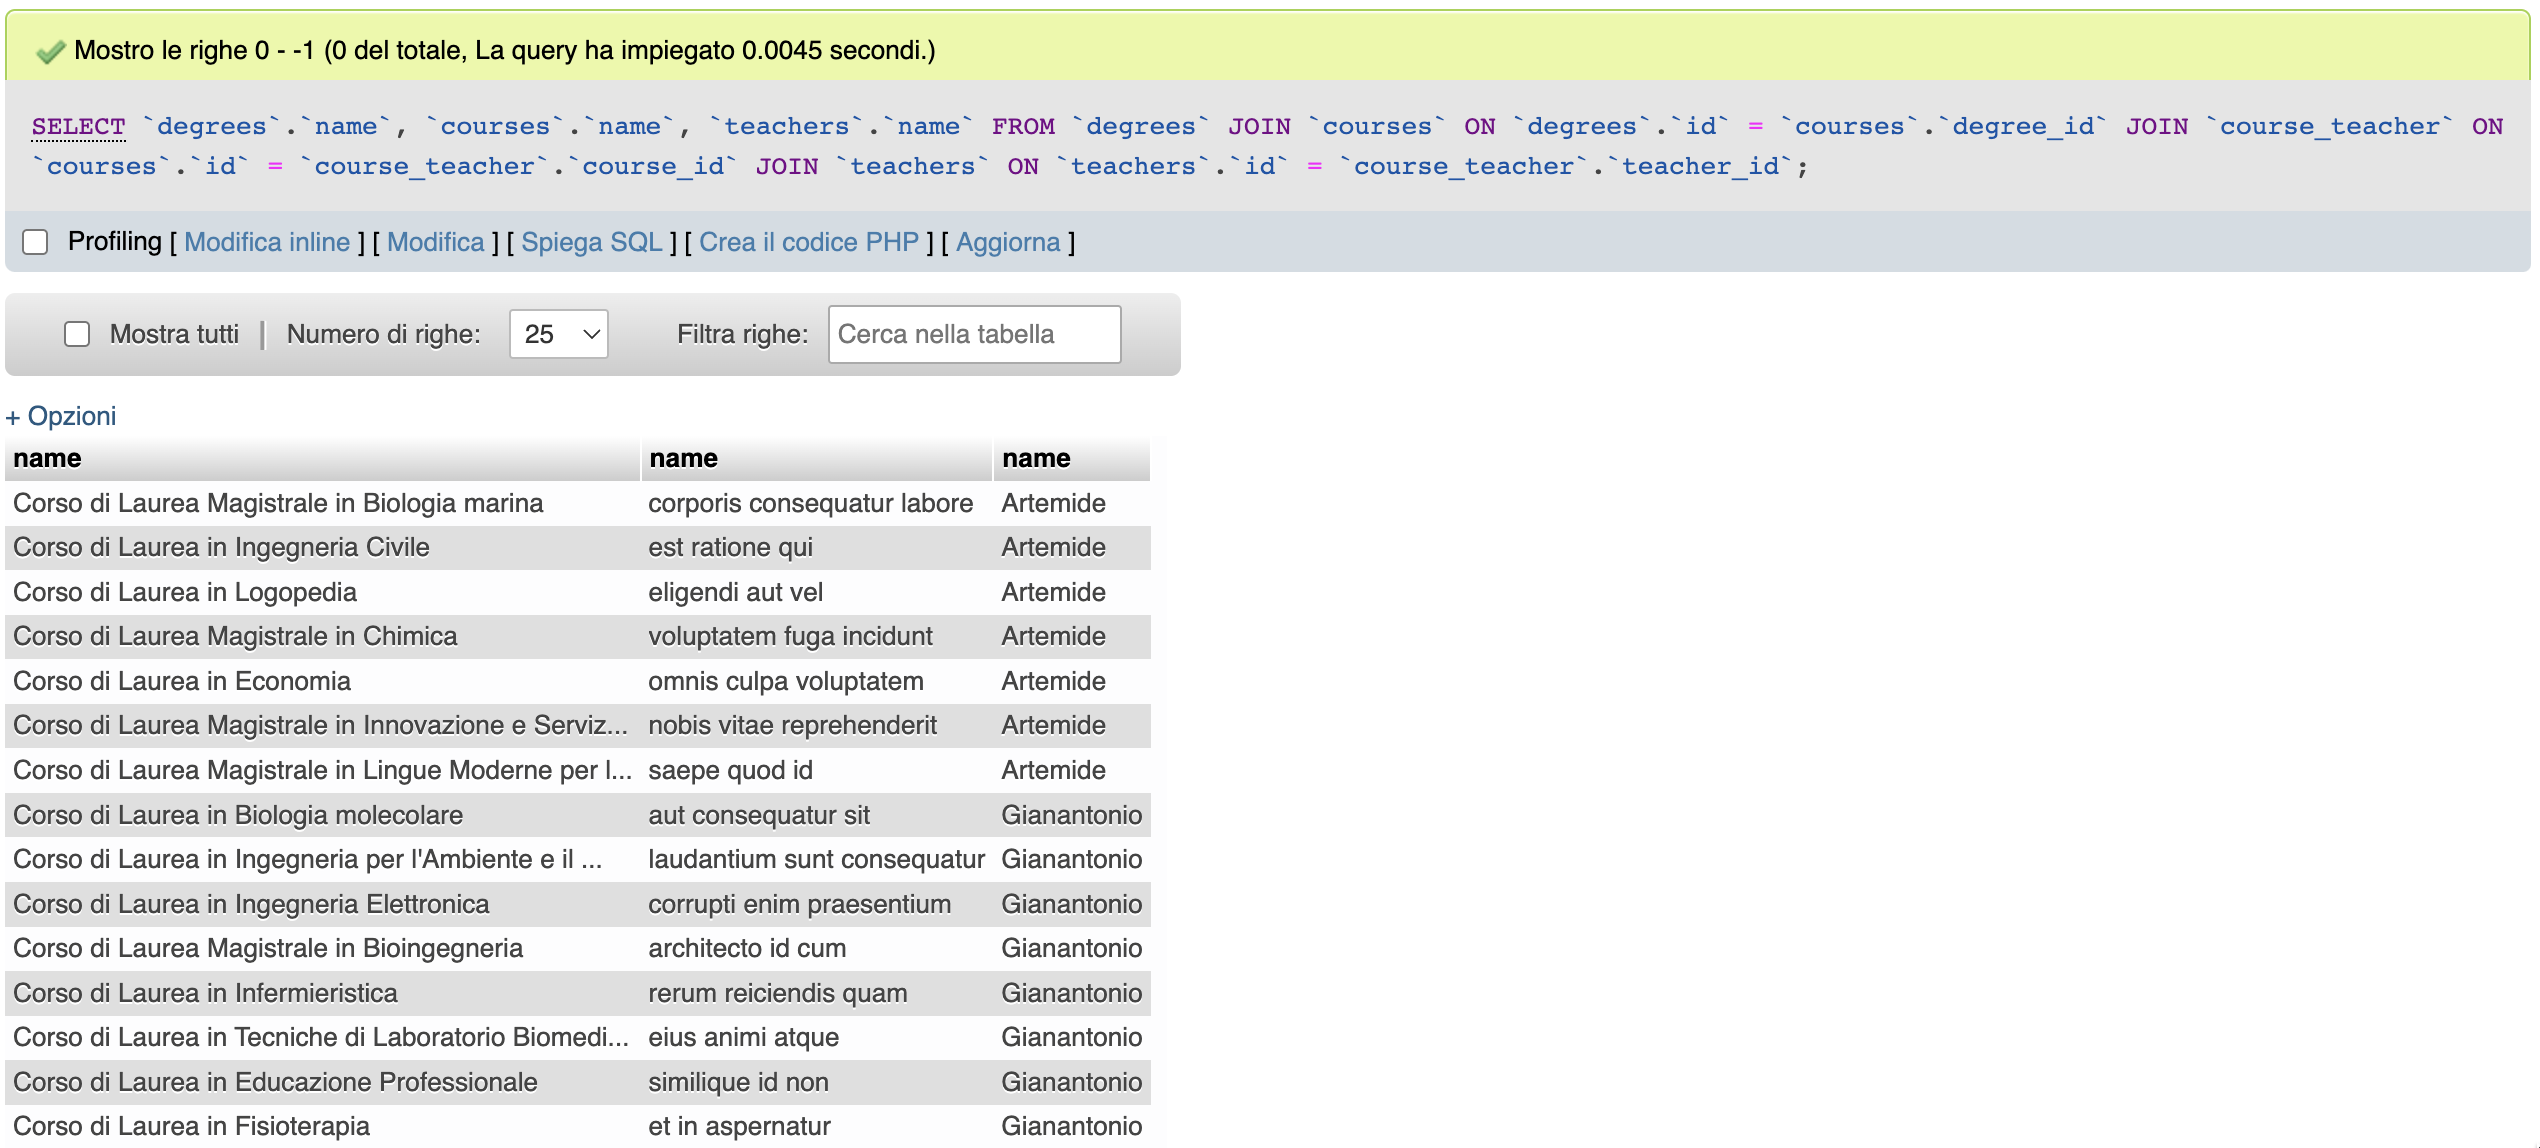 Mostro le righe 0 - -1 (0 del totale, La query ha impiegato 0.0045 secondi.)
SELECT `degrees`.`name`, `courses`.`name`, `teachers`.`name` FROM `degrees` JOIN `courses` ON `degrees`.`id` = `courses`.`degree_id` JOIN `course_teacher` ON
`courses`.`id` = `course_teacher`.`course_id` JOIN `teachers` ON `teachers`.`id` = `course_teacher`.`teacher_id`;
Profiling [ Modifica inline ] [ Modifica ] [ Spiega SQL ] [ Crea il codice PHP ] [ Aggiorna ]
Mostra tutti | Numero di righe: 25 Filtra righe: Cerca nella tabella
+ Opzioni
name name name
Corso di Laurea Magistrale in Biologia marina corporis consequatur labore Artemide
Corso di Laurea in Ingegneria Civile est ratione qui Artemide
Corso di Laurea in Logopedia eligendi aut vel Artemide
Corso di Laurea Magistrale in Chimica voluptatem fuga incidunt Artemide
Corso di Laurea in Economia omnis culpa voluptatem Artemide
Corso di Laurea Magistrale in Innovazione e Serviz... nobis vitae reprehenderit Artemide
Corso di Laurea Magistrale in Lingue Moderne per l... saepe quod id Artemide
Corso di Laurea in Biologia molecolare aut consequatur sit Gianantonio
Corso di Laurea in Ingegneria per l'Ambiente e il ... laudantium sunt consequatur Gianantonio
Corso di Laurea in Ingegneria Elettronica corrupti enim praesentium Gianantonio
Corso di Laurea Magistrale in Bioingegneria architecto id cum Gianantonio
Corso di Laurea in Infermieristica rerum reiciendis quam Gianantonio
Corso di Laurea in Tecniche di Laboratorio Biomedi... eius animi atque Gianantonio
Corso di Laurea in Educazione Professionale similique id non Gianantonio
Corso di Laurea in Fisioterapia et in aspernatur Gianantonio